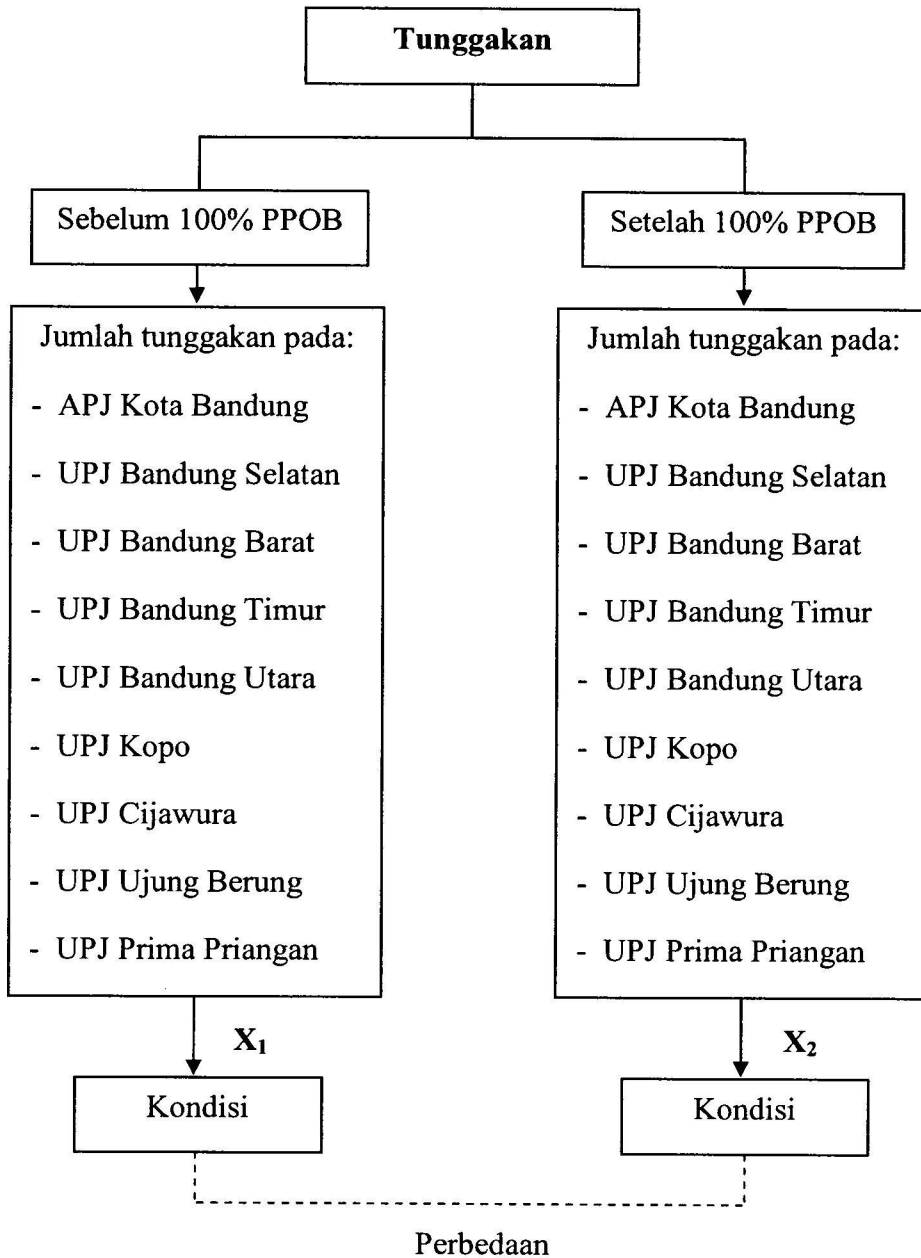 Tunggakan
Sebelum 100% PPOB
Setelah 100% PPOB
Jumlah tunggakan pada:
- APJ Kota Bandung
- UPJ Bandung Selatan
- UPJ Bandung Barat
- UPJ Bandung Timur
- UPJ Bandung Utara
- UPJ Kopo
- UPJ Cijawura
- UPJ Ujung Berung
- UPJ Prima Priangan
Jumlah tunggakan pada:
- APJ Kota Bandung
- UPJ Bandung Selatan
- UPJ Bandung Barat
- UPJ Bandung Timur
- UPJ Bandung Utara
- UPJ Kopo
- UPJ Cijawura
- UPJ Ujung Berung
- UPJ Prima Priangan
X₁
X₂
Kondisi
Kondisi
Perbedaan